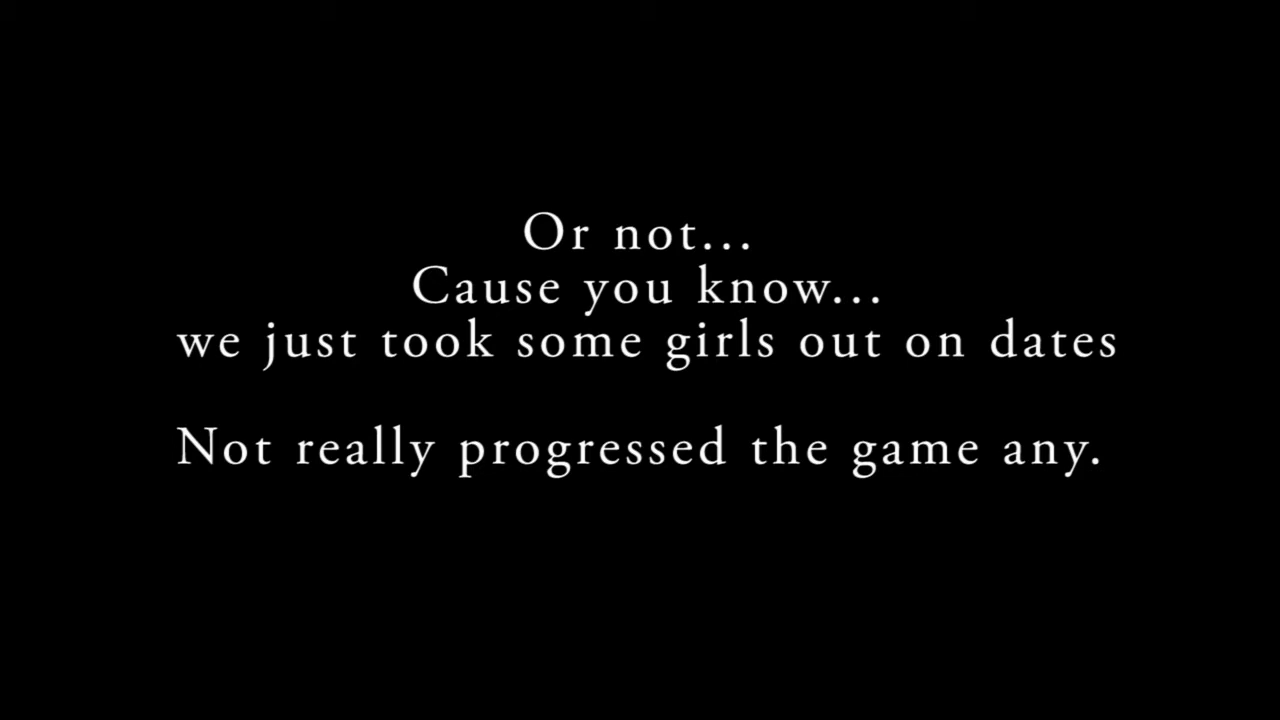 Or not...
Cause you know...
we just took some girls out on dates
Not really progressed the game any.